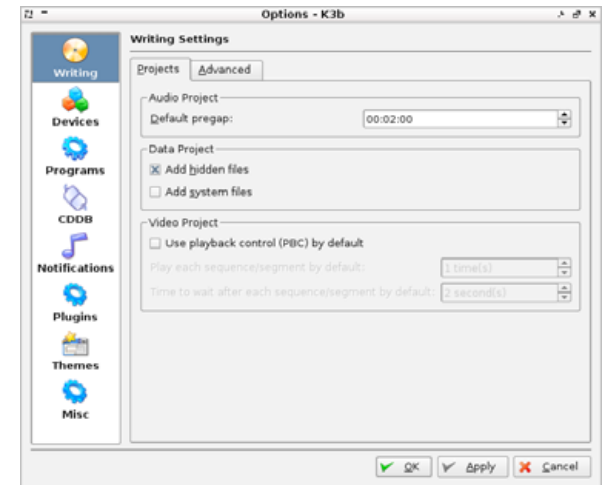 Options - K3b
Writing
Devices
Programs
CDDB
Notifications
Plugins
Themes
Misc
Writing Settings
Projects Advanced
Audio Project
Default pregap: 00:02:00
Data Project
Add hidden files
Add system files
Video Project
Use playback control (PBC) by default
Play each sequence/segment by default: 1 time(s)
Time to wait after each sequence/segment by default: 2 second(s)
OK Apply Cancel